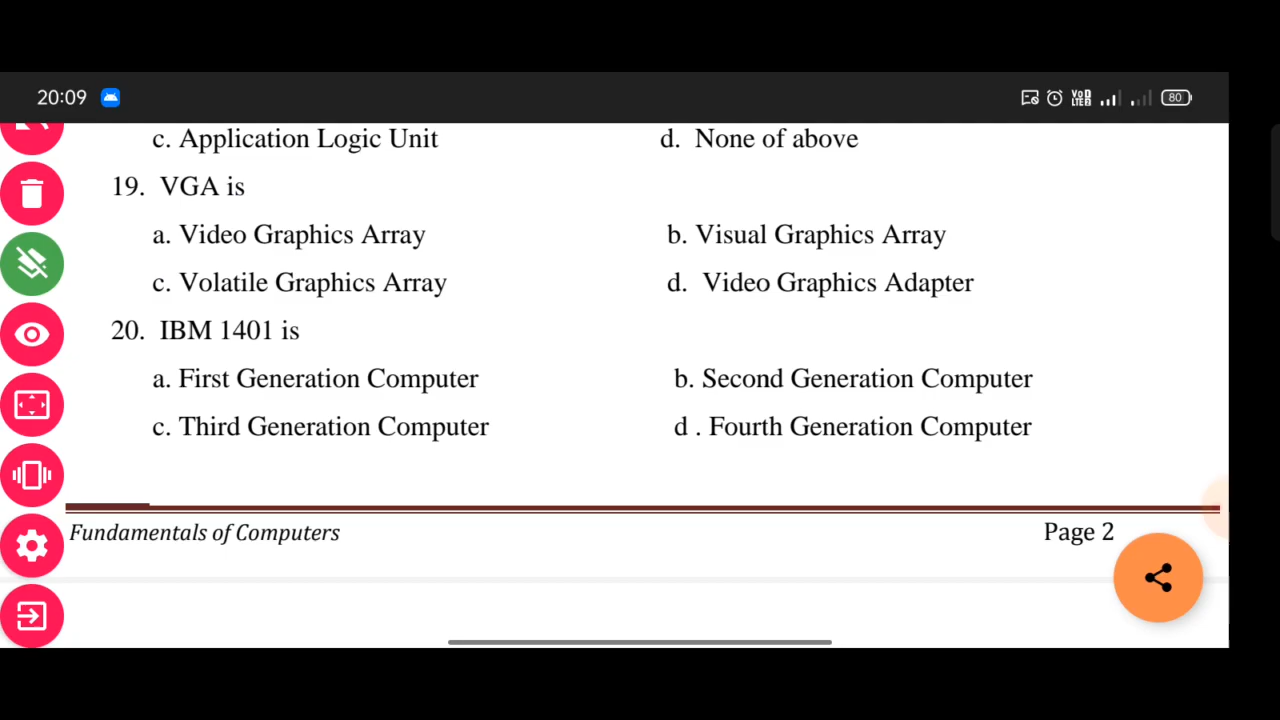 20:09 VoD LTE 80
c. Application Logic Unit d. None of above
19. VGA is
a. Video Graphics Array b. Visual Graphics Array
c. Volatile Graphics Array d. Video Graphics Adapter
20. IBM 1401 is
a. First Generation Computer b. Second Generation Computer
c. Third Generation Computer d . Fourth Generation Computer
Fundamentals of Computers Page 2